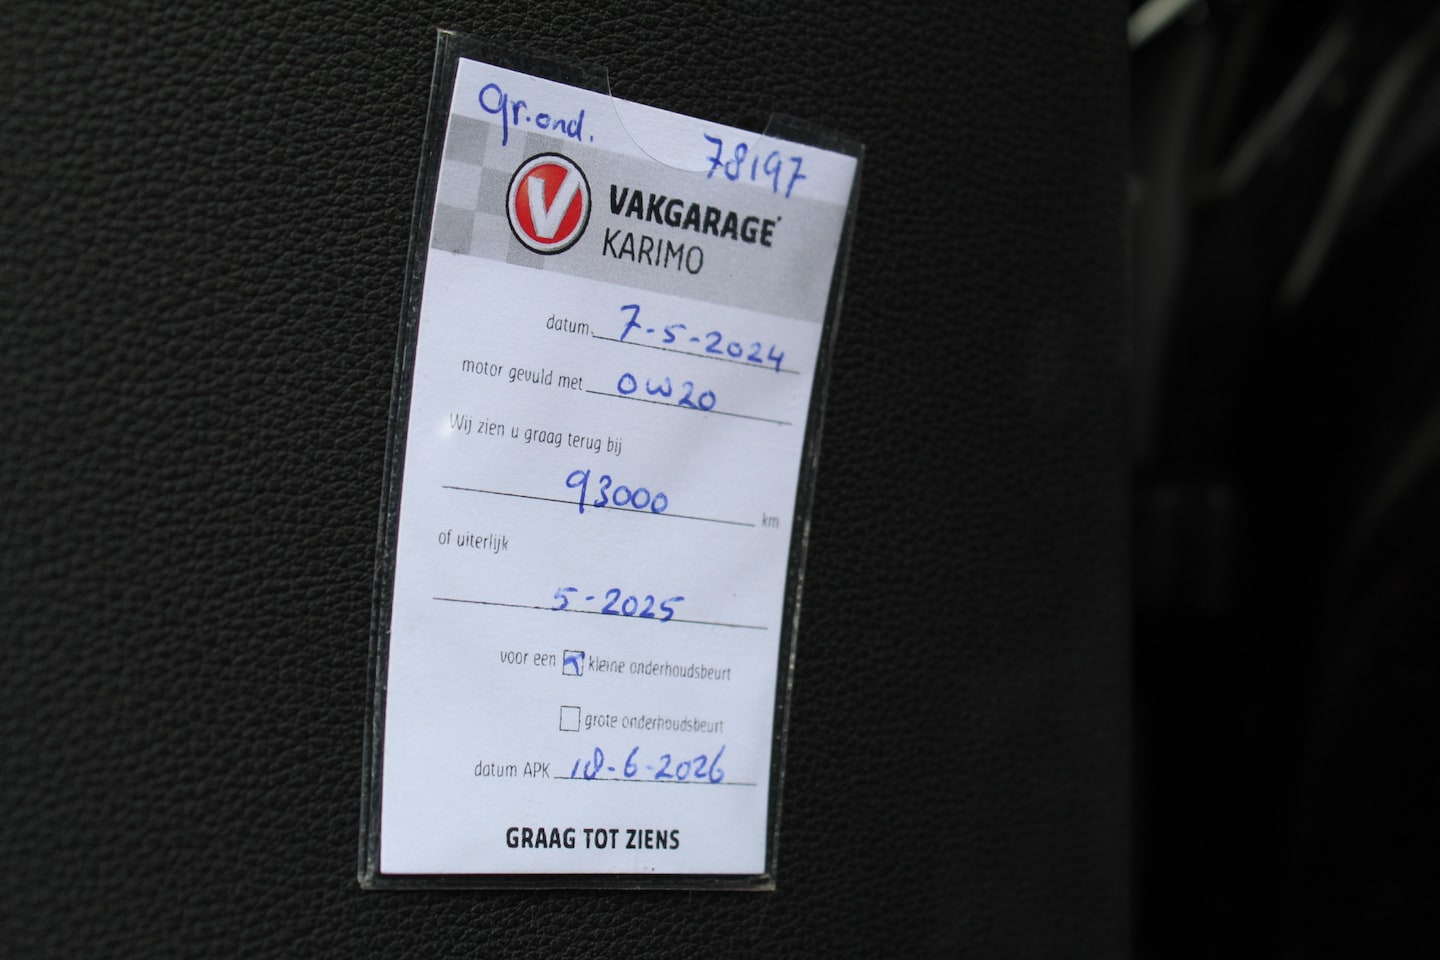 gr.ond. 78197
V
VAKGARAGE
KARIMO
datum 7-5-2024
motor gevuld met 0W20
Wij zien u graag terug bij
93000 km
of uiterlijk
5-2025
voor een kleine onderhoudsbeurt
grote onderhoudsbeurt
datum APK 18-6-2026
GRAAG TOT ZIENS